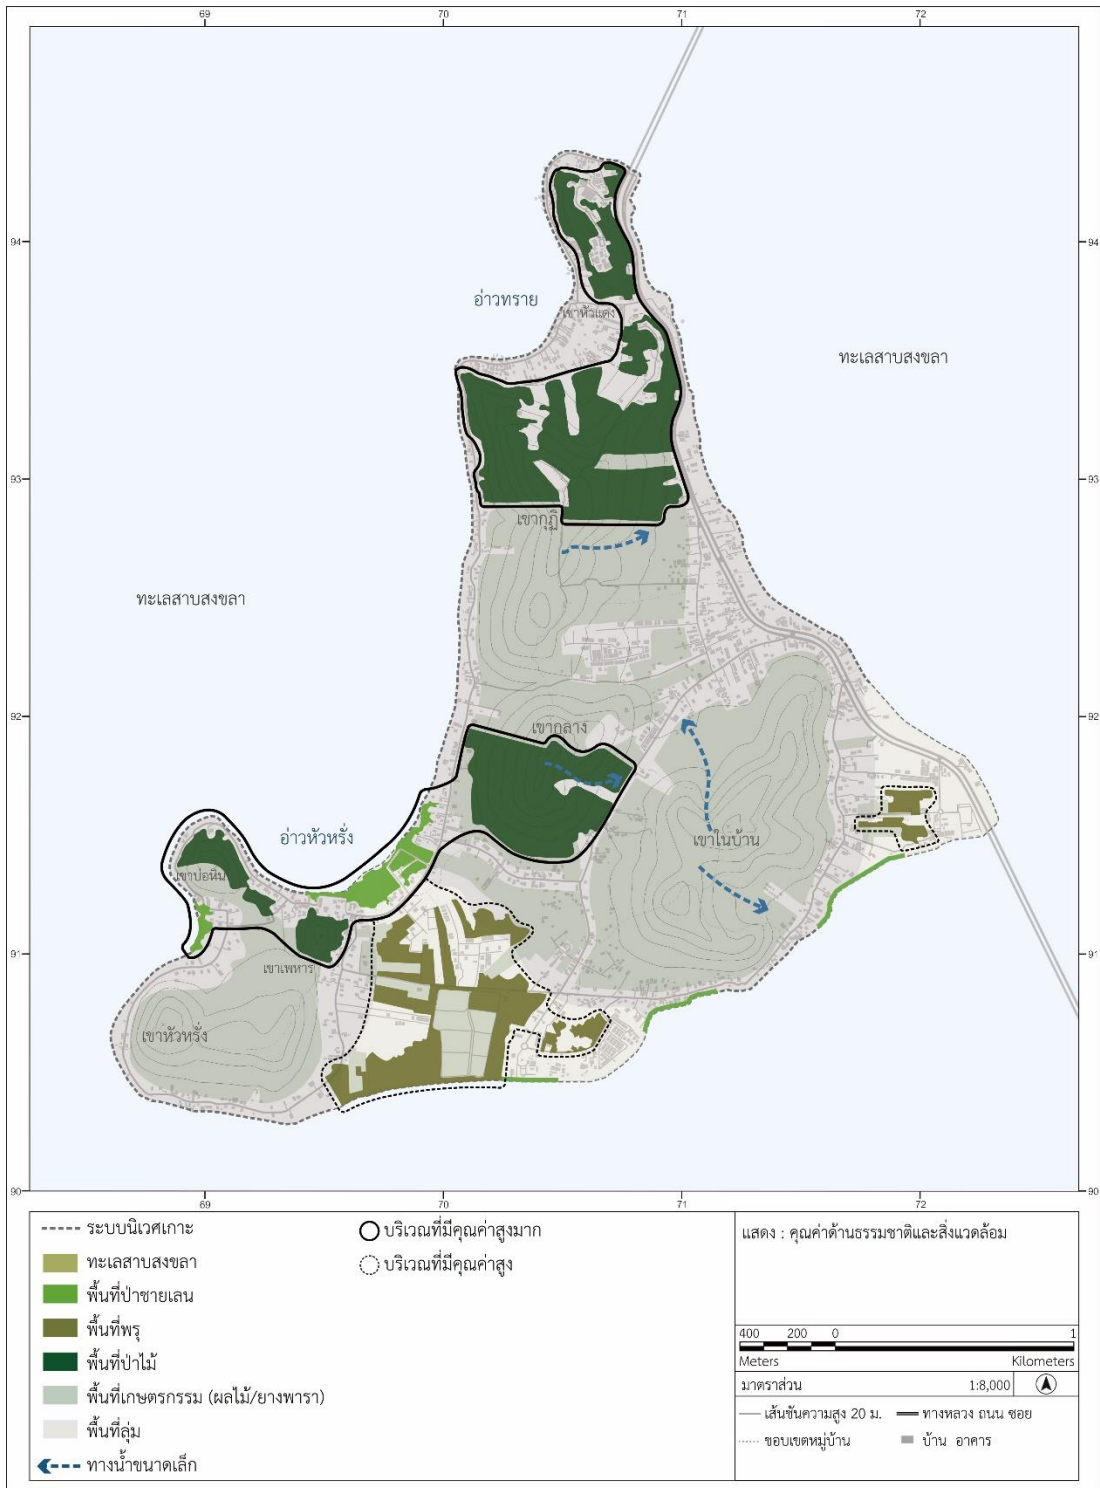 69 70 71 72
94 94
อ่าวทราย
เขาหัวแดง
ทะเลสาบสงขลา
93 93
เขากุฏิ
ทะเลสาบสงขลา
92 92
เขากลาง
อ่าวหัวหรั่ง
เขาในบ้าน
เขาบ่อหิน
91 91
เขาเพหาร
เขาหัวหรั่ง
90 90
69 70 71 72
ระบบนิเวศเกาะ
ทะเลสาบสงขลา
พื้นที่ป่าชายเลน
พื้นที่พรุ
พื้นที่ป่าไม้
พื้นที่เกษตรกรรม (ผลไม้/ยางพารา)
พื้นที่ลุ่ม
ทางน้ำขนาดเล็ก
บริเวณที่มีคุณค่าสูงมาก
บริเวณที่มีคุณค่าสูง
แสดง : คุณค่าด้านธรรมชาติและสิ่งแวดล้อม
400 200 0 1
Meters Kilometers
มาตราส่วน 1:8,000
เส้นชันความสูง 20 ม. ทางหลวง ถนน ซอย
ขอบเขตหมู่บ้าน บ้าน อาคาร